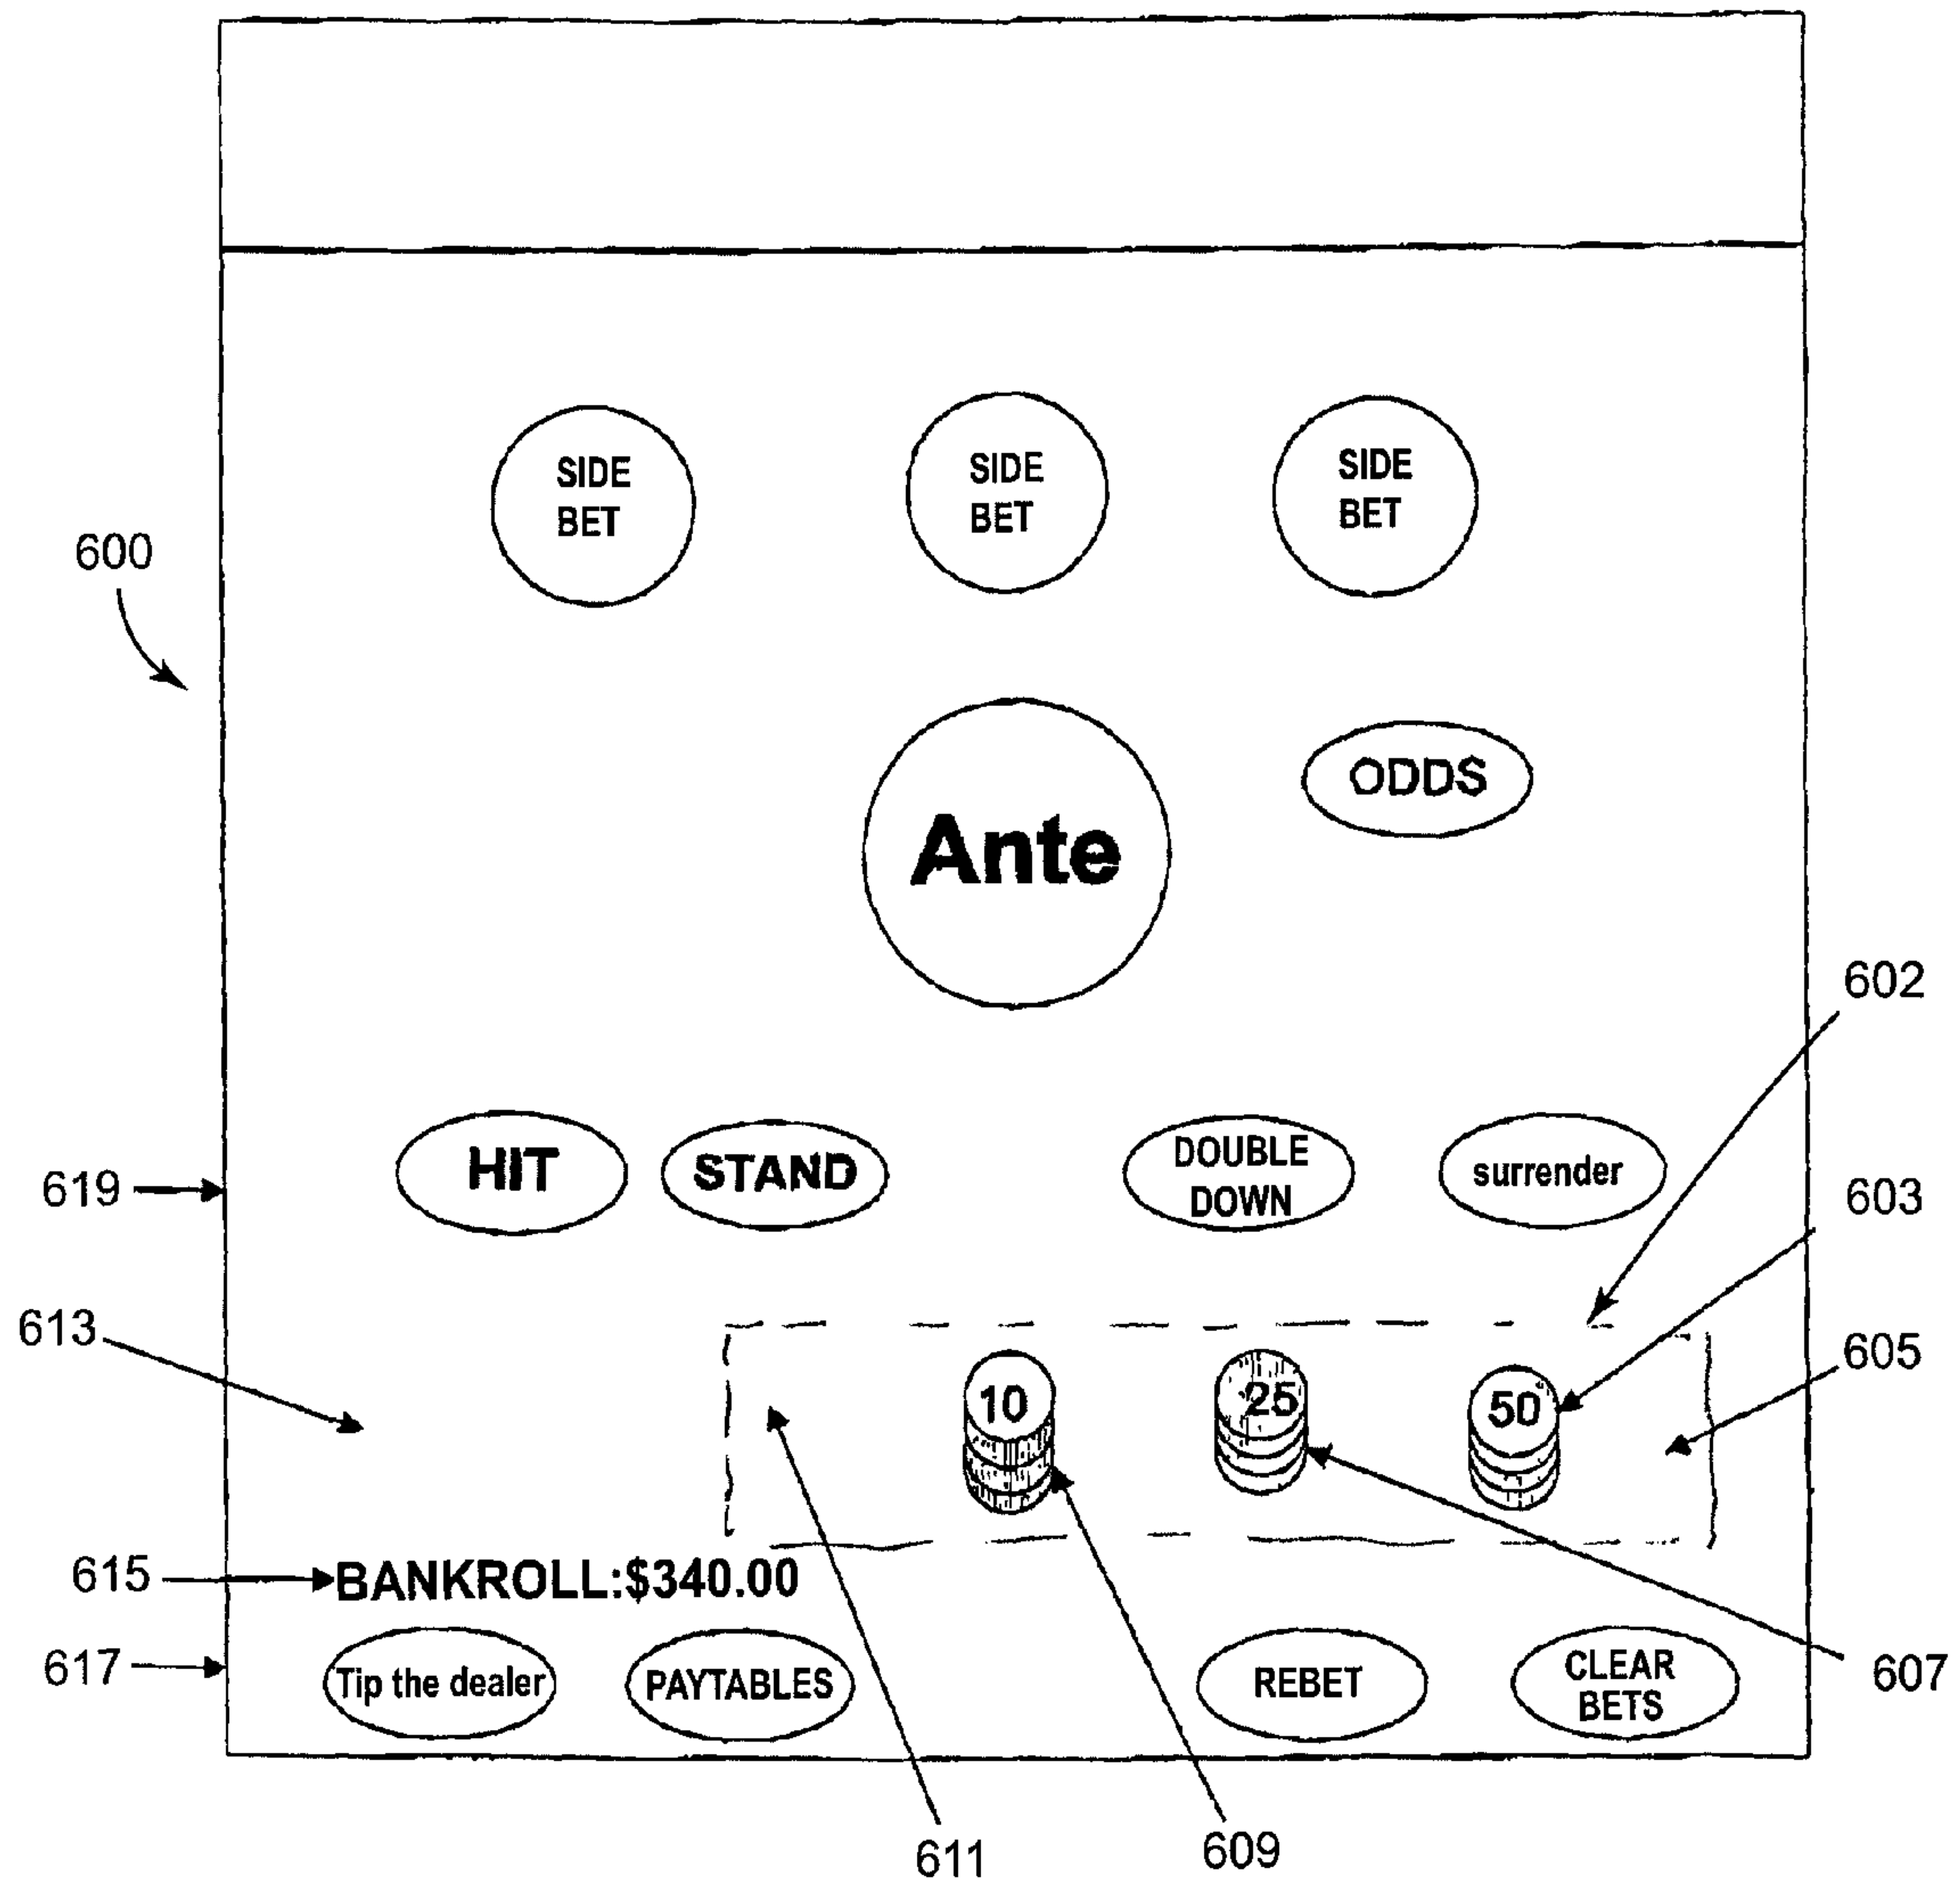 SIDE
BET
SIDE
BET
SIDE
BET
600
ODDS
Ante
602
HIT
STAND
DOUBLE
DOWN
surrender
619
603
613
605
10
25
50
615
BANKROLL:$340.00
617
Tip the dealer
PAYTABLES
REBET
CLEAR
BETS
607
611
609